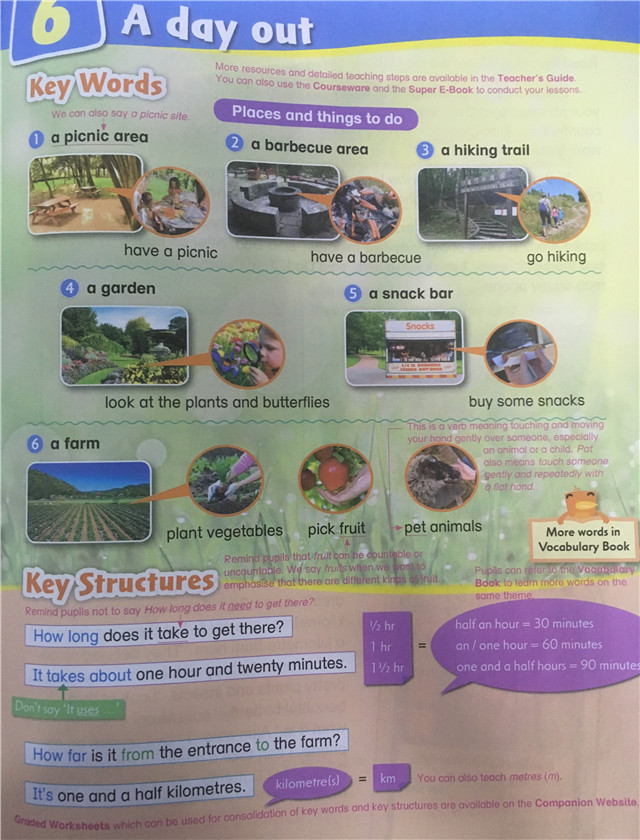 6 A day out
Key Words
More resources and detailed teaching steps are available in the Teacher's Guide.
You can also use the Courseware and the Super E-Book to conduct your lessons.
We can also say a picnic site.
Places and things to do
1 a picnic area
2 a barbecue area
3 a hiking trail
have a picnic
have a barbecue
go hiking
4 a garden
5 a snack bar
Snacks
look at the plants and butterflies
buy some snacks
6 a farm
This is a verb meaning touching and moving
your hand gently over someone, especially
an animal or a child. Pat
also means touch someone
gently and repeatedly with
a flat hand.
plant vegetables
pick fruit
pet animals
More words in
Vocabulary Book
Remind pupils that fruit can be countable or
uncountable. We say fruits when we want to
emphasise that there are different kinds of fruit.
Pupils can refer to the Vocabulary
Book to learn more words on the
same theme.
Key Structures
Remind pupils not to say How long does it need to get there?
How long does it take to get there?
It takes about one hour and twenty minutes.
Don't say 'It uses ...'
½ hr
1 hr
1½ hr
=
half an hour = 30 minutes
an / one hour = 60 minutes
one and a half hours = 90 minutes
How far is it from the entrance to the farm?
It's one and a half kilometres.
kilometre(s) = km
You can also teach metres (m).
Graded Worksheets which can be used for consolidation of key words and key structures are available on the Companion Website.